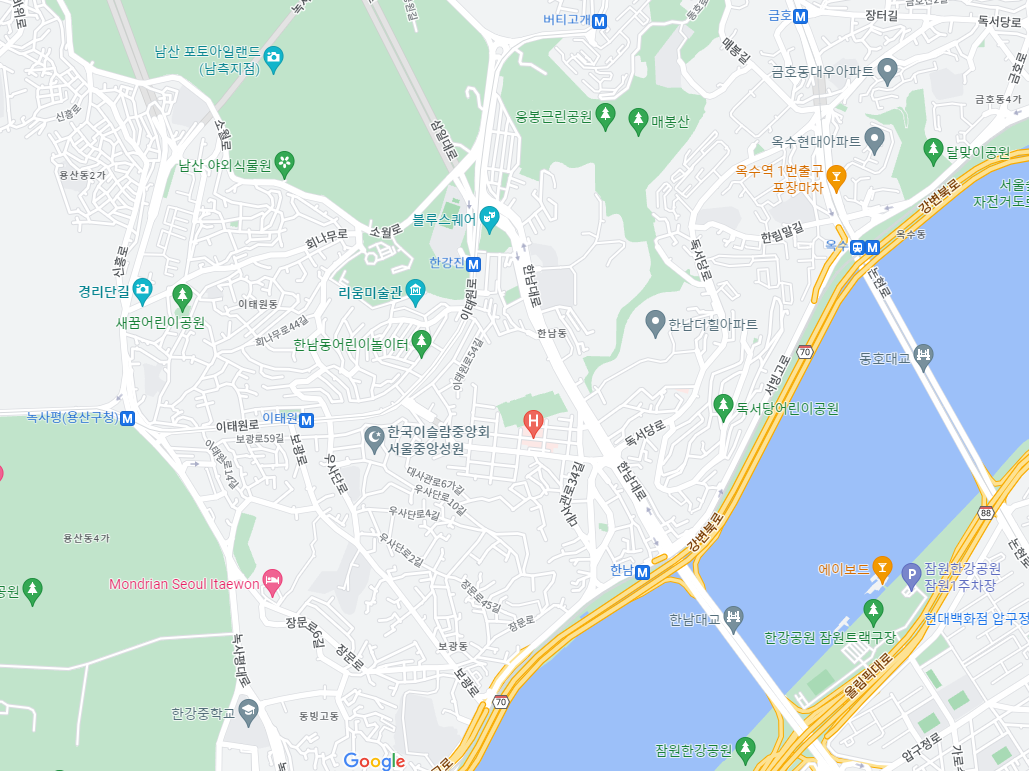 버티고개
금호
장터길
독서당로
남산 포토아일랜드
(남측지점)
매봉길
금호로
금호동대우아파트
금호동4가
신흥로
소월로
삼일대로
응봉근린공원
매봉산
옥수현대아파트
달맞이공원
용산동2가
남산 야외식물원
옥수역 1번출구
포장마차
강변북로
서울숲
자전거도로
블루스퀘어
회나무로
소월로
한림말길
옥수동
옥수
신흥로
한강진
한남대로
독서당로
논현로
경리단길
리움미술관
이태원로
이태원동
새꿈어린이공원
회나무로44길
한남동어린이놀이터
한남동
한남더힐아파트
70
동호대교
이태원로54길
서빙고로
녹사평(용산구청)
이태원
이태원로
보광로59길
독서당어린이공원
H
한국이슬람중앙회
서울중앙성원
독서당로
이태원로14길
보광로
우사단로
대사관로6가길
우사단로10길
대사관로34길
한남대로
우사단로4길
88
용산동4가
우사단로2길
강변북로
논현로
한남
에이보드
잠원한강공원
잠원1주차장
Mondrian Seoul Itaewon
공원
장문로45길
한남대교
현대백화점 압구정
한강공원 잠원트랙구장
장문로6길
장문로
장문로
녹사평대로
보광동
보광로
올림픽대로
70
한강중학교
동빙고동
잠원한강공원
압구정로
Google